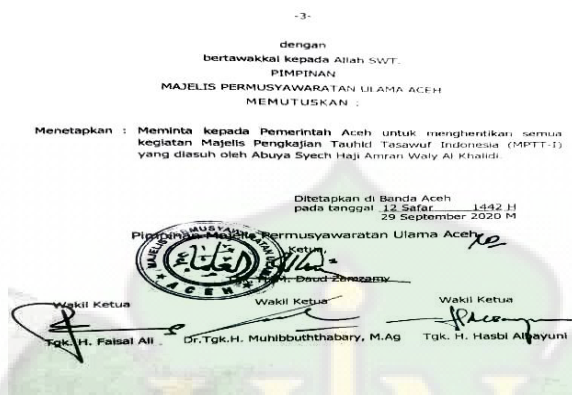 -3-
dengan
bertawakkal kepada Allah SWT.
PIMPINAN
MAJELIS PERMUSYAWARATAN ULAMA ACEH
MEMUTUSKAN :
Menetapkan : Meminta kepada Pemerintah Aceh untuk menghentikan semua
kegiatan Majelis Pengkajian Tauhid Tasawuf Indonesia (MPTT-I)
yang diasuh oleh Abuya Syech Haji Amran Waly Al Khalidi.
Ditetapkan di Banda Aceh
pada tanggal 12 Safar 1442 H
29 September 2020 M
Pimpinan Majelis Permusyawaratan Ulama Aceh
Ketua,
MAJELIS PERMUSYAWARATAN
ACEH
M. Daud Zamzamy
Wakil Ketua Wakil Ketua Wakil Ketua
Tgk. H. Faisal Ali Dr.Tgk.H. Muhibbuththabary, M.Ag Tgk. H. Hasbi Albayuni